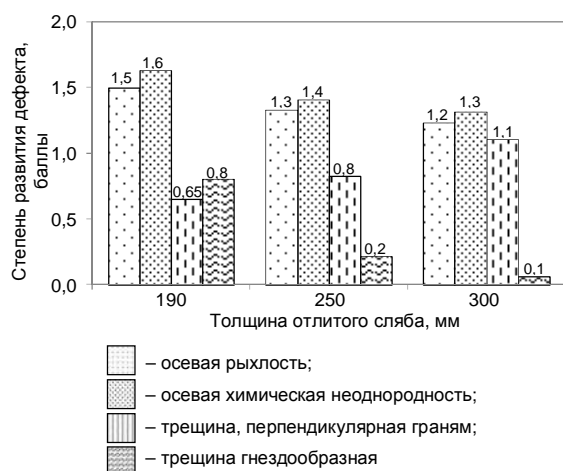 Степень развития дефекта,
баллы
2,0
1,5
1,0
0,5
0,0
1,5
1,6
0,65
0,8
1,3
1,4
0,8
0,2
1,2
1,3
1,1
0,1
190
250
300
Толщина отлитого сляба, мм
– осевая рыхлость;
– осевая химическая неоднородность;
– трещина, перпендикулярная граням;
– трещина гнездообразная